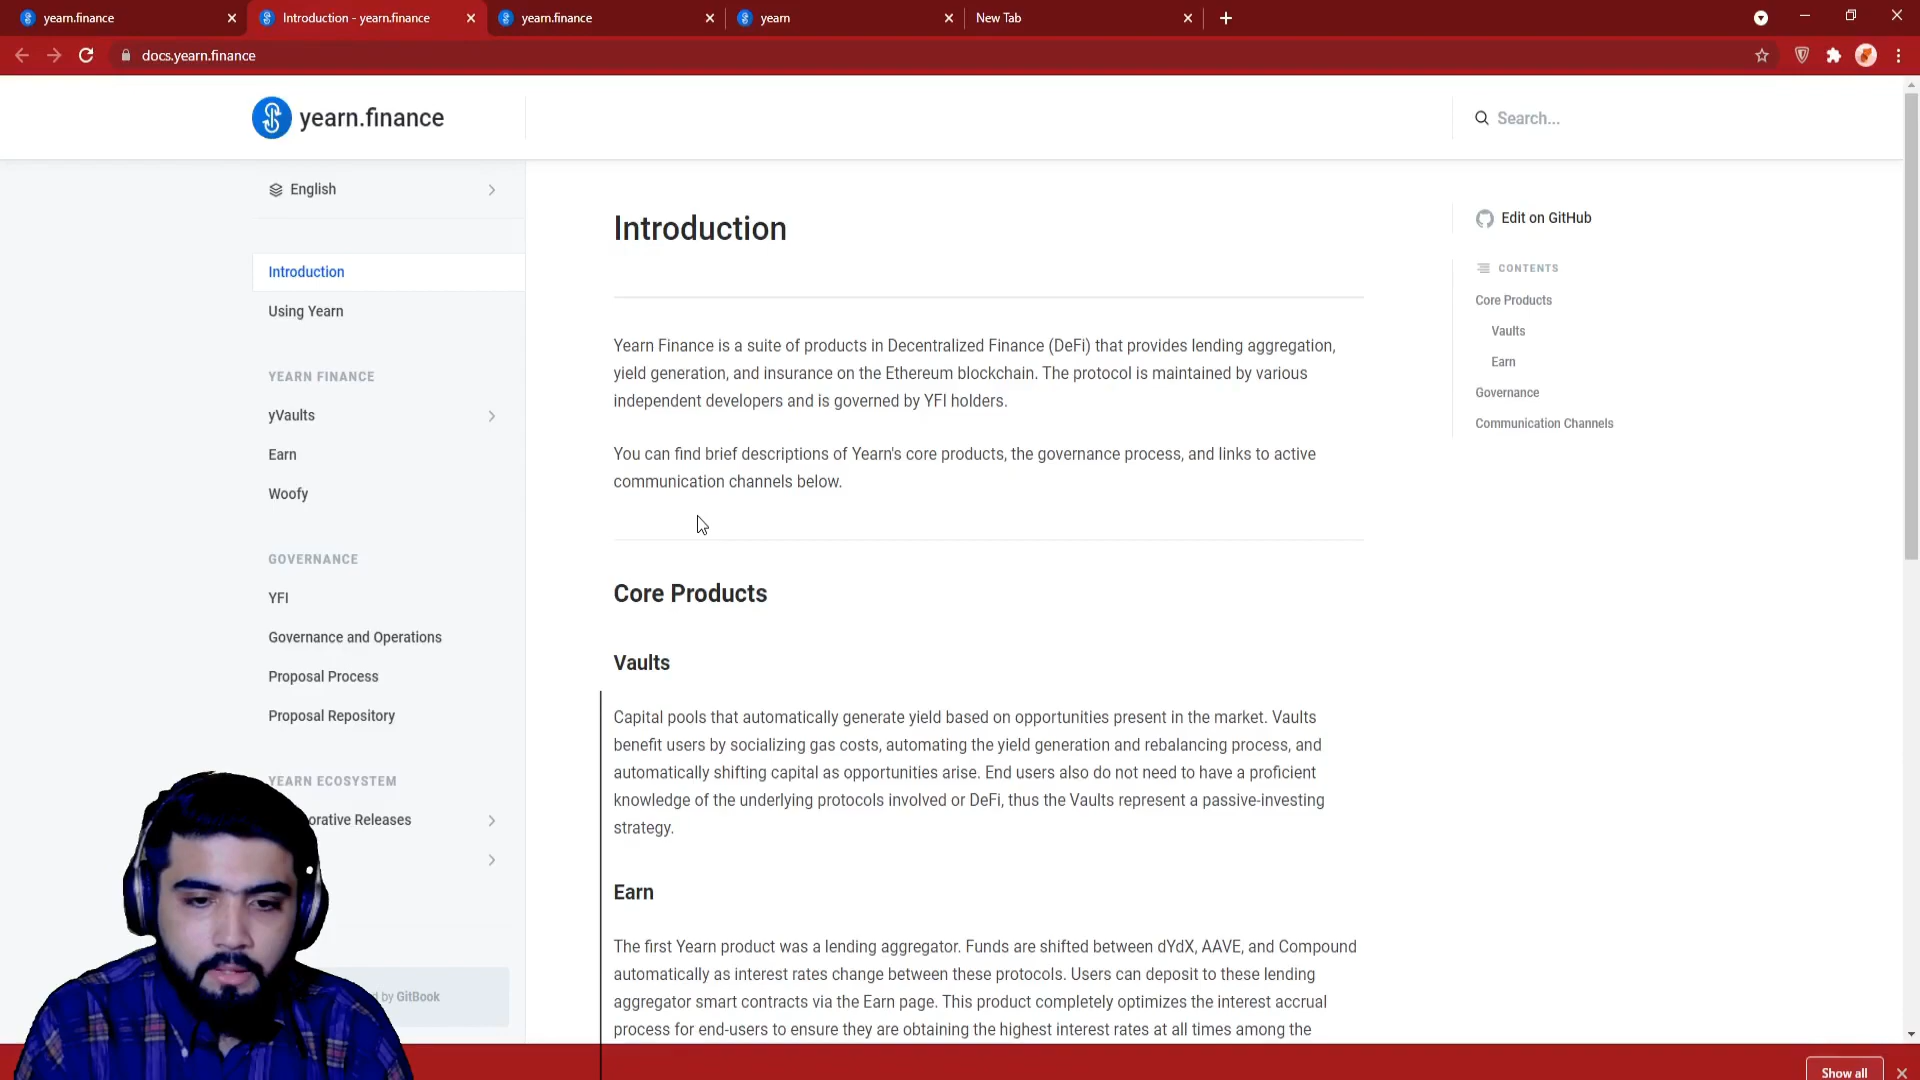 yearn.finance
Introduction - yearn.finance
yearn.finance
yearn
New Tab
docs.yearn.finance
yearn.finance
Search...
English
Introduction
Using Yearn
YEARN FINANCE
yVaults
Earn
Woofy
GOVERNANCE
YFI
Governance and Operations
Proposal Process
Proposal Repository
YEARN ECOSYSTEM
orative Releases
by GitBook
Introduction
Yearn Finance is a suite of products in Decentralized Finance (DeFi) that provides lending aggregation,
yield generation, and insurance on the Ethereum blockchain. The protocol is maintained by various
independent developers and is governed by YFI holders.
You can find brief descriptions of Yearn's core products, the governance process, and links to active
communication channels below.
Core Products
Vaults
Capital pools that automatically generate yield based on opportunities present in the market. Vaults
benefit users by socializing gas costs, automating the yield generation and rebalancing process, and
automatically shifting capital as opportunities arise. End users also do not need to have a proficient
knowledge of the underlying protocols involved or DeFi, thus the Vaults represent a passive-investing
strategy.
Earn
The first Yearn product was a lending aggregator. Funds are shifted between dYdX, AAVE, and Compound
automatically as interest rates change between these protocols. Users can deposit to these lending
aggregator smart contracts via the Earn page. This product completely optimizes the interest accrual
process for end-users to ensure they are obtaining the highest interest rates at all times among the
Edit on GitHub
CONTENTS
Core Products
Vaults
Earn
Governance
Communication Channels
Show all